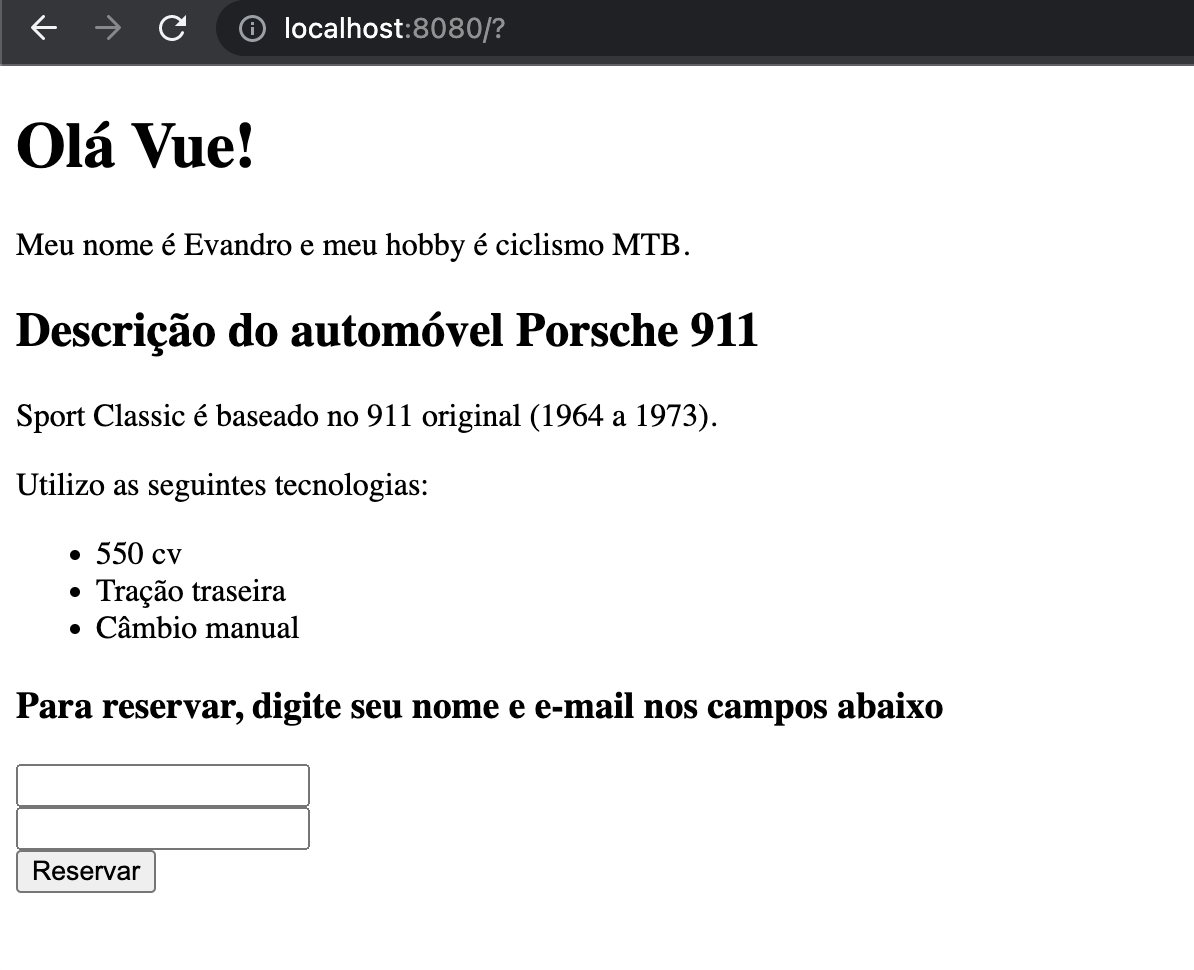 localhost:8080/?
Olá Vue!
Meu nome é Evandro e meu hobby é ciclismo MTB.
Descrição do automóvel Porsche 911
Sport Classic é baseado no 911 original (1964 a 1973).
Utilizo as seguintes tecnologias:
• 550 cv
• Tração traseira
• Câmbio manual
Para reservar, digite seu nome e e-mail nos campos abaixo
Reservar